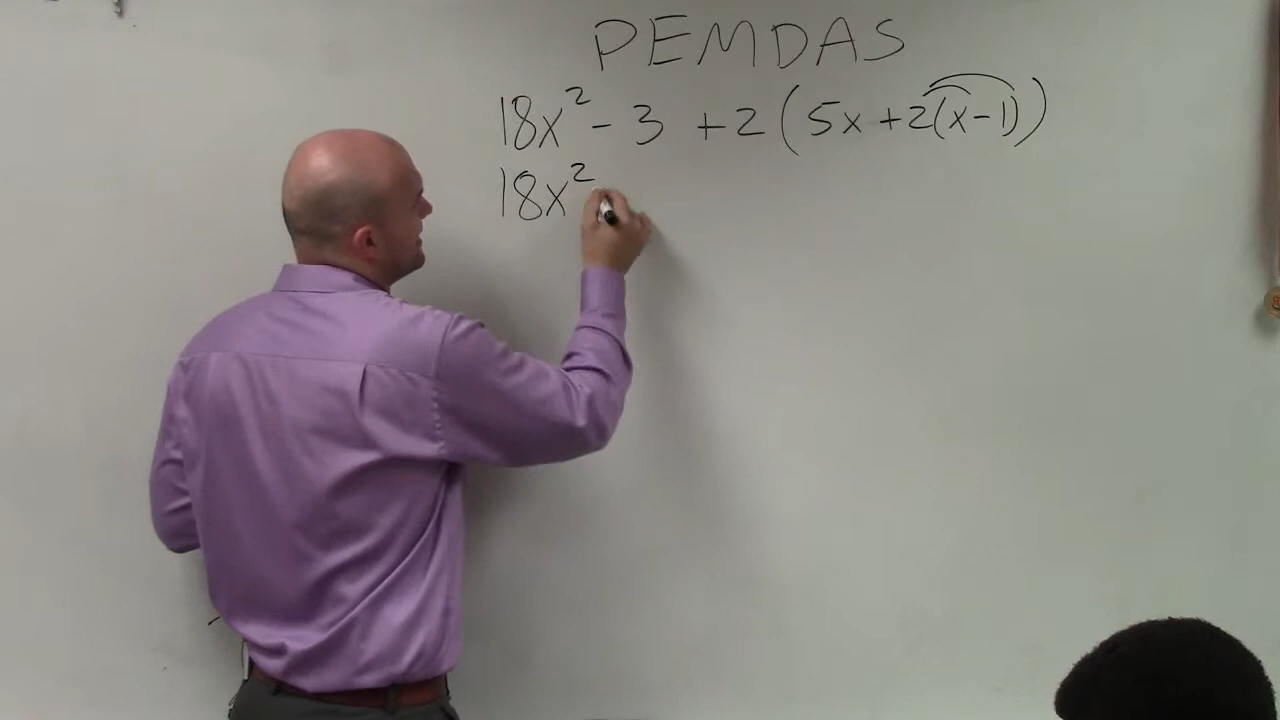 PEMDAS
18x² - 3 + 2(5x + 2(x - 1))
18x²